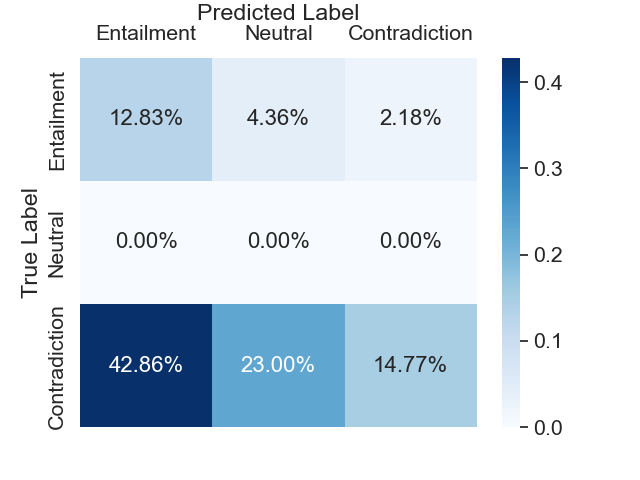 Predicted Label
Entailment Neutral Contradiction
True Label
Entailment 12.83% 4.36% 2.18%
Neutral 0.00% 0.00% 0.00%
Contradiction 42.86% 23.00% 14.77%
0.4
0.3
0.2
0.1
0.0